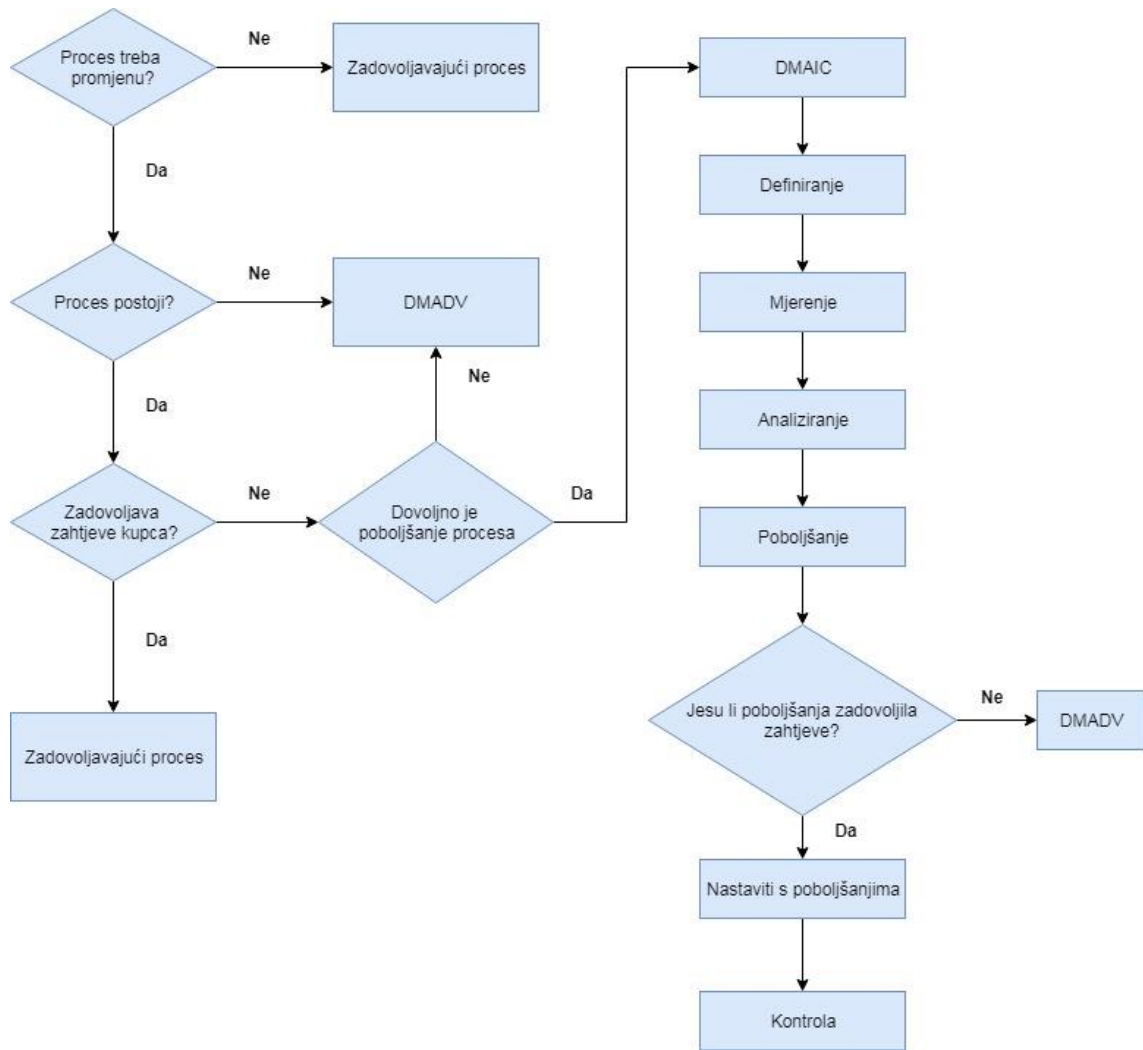 Proces treba
promjenu?
Ne
Zadovoljavajući proces
Da
Proces postoji?
Ne
DMADV
Da
Ne
Zadovoljava
zahtjeve kupca?
Ne
Dovoljno je
poboljšanje procesa
Da
Da
Zadovoljavajući proces
DMAIC
Definiranje
Mjerenje
Analiziranje
Poboljšanje
Jesu li poboljšanja zadovoljila
zahtjeve?
Ne
DMADV
Da
Nastaviti s poboljšanjima
Kontrola